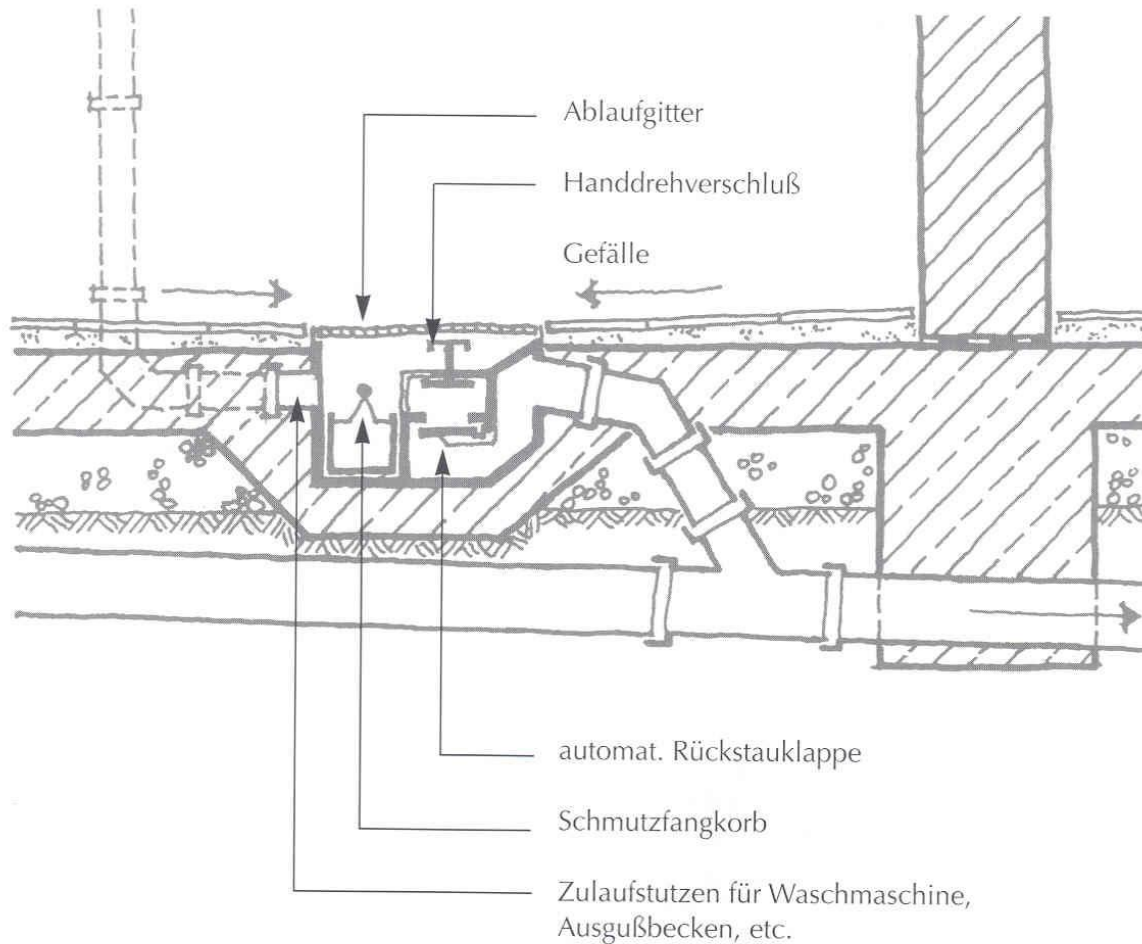 Ablaufgitter
Handdrehverschluß
Gefälle
automat. Rückstauklappe
Schmutzfangkorb
Zulaufstutzen für Waschmaschine,
Ausgußbecken, etc.